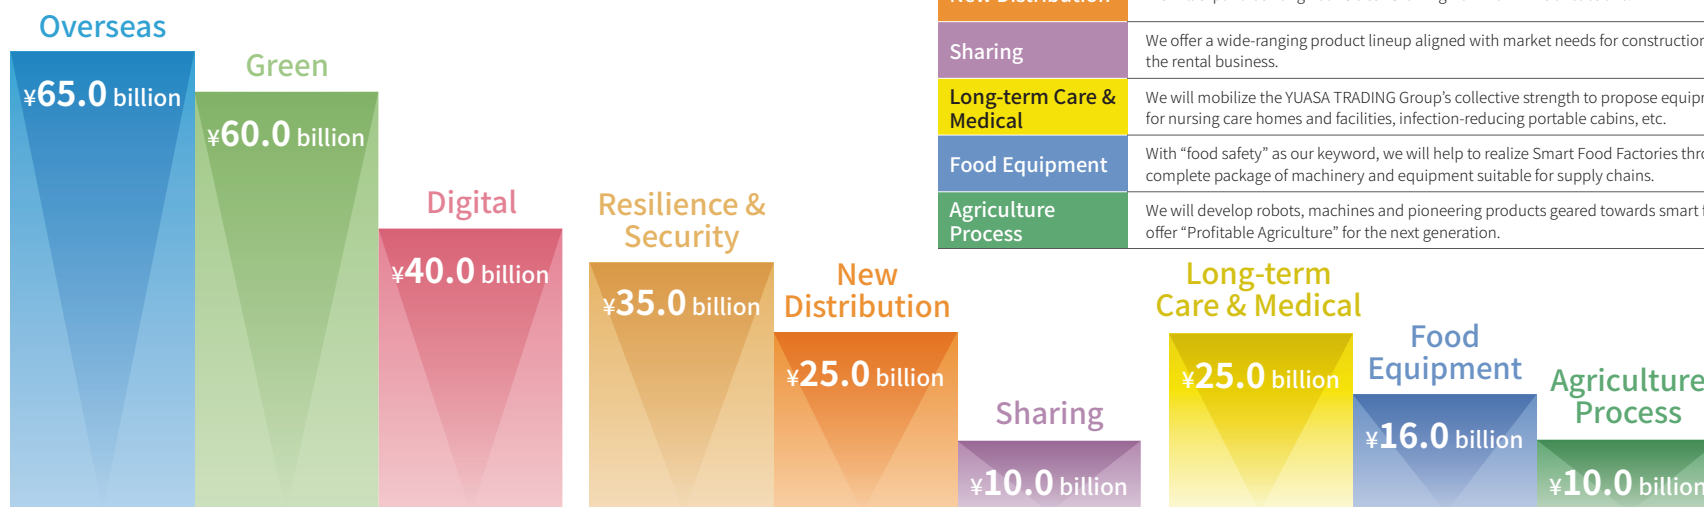 Overseas
¥65.0 billion
Green
¥60.0 billion
Digital
¥40.0 billion
Resilience &
Security
¥35.0 billion
New
Distribution
¥25.0 billion
Sharing
¥10.0 billion
Long-term
Care & Medical
¥25.0 billion
Food
Equipment
¥16.0 billion
Agriculture
Process
¥10.0 billion
New Distribution
Sharing
We offer a wide-ranging product lineup aligned with market needs for construction
the rental business.
Long-term Care &
Medical
We will mobilize the YUASA TRADING Group’s collective strength to propose equipm
for nursing care homes and facilities, infection-reducing portable cabins, etc.
Food Equipment
With “food safety” as our keyword, we will help to realize Smart Food Factories thro
complete package of machinery and equipment suitable for supply chains.
Agriculture
Process
We will develop robots, machines and pioneering products geared towards smart f
offer “Profitable Agriculture” for the next generation.